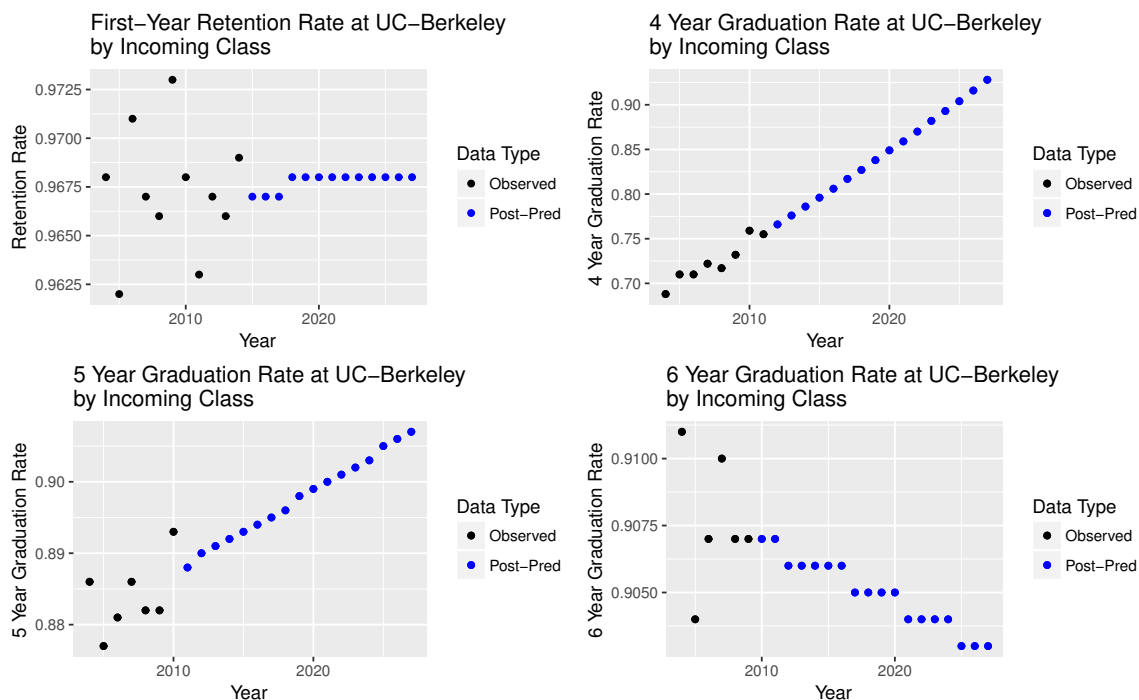 First−Year Retention Rate at UC−Berkeley
by Incoming Class
Retention Rate
0.9725
0.9700
0.9675
0.9650
0.9625
2010
2020
Year
Data Type
Observed
Post−Pred
4 Year Graduation Rate at UC−Berkeley
by Incoming Class
4 Year Graduation Rate
0.90
0.85
0.80
0.75
0.70
2010
2020
Year
Data Type
Observed
Post−Pred
5 Year Graduation Rate at UC−Berkeley
by Incoming Class
5 Year Graduation Rate
0.90
0.89
0.88
2010
2020
Year
Data Type
Observed
Post−Pred
6 Year Graduation Rate at UC−Berkeley
by Incoming Class
6 Year Graduation Rate
0.9100
0.9075
0.9050
2010
2020
Year
Data Type
Observed
Post−Pred